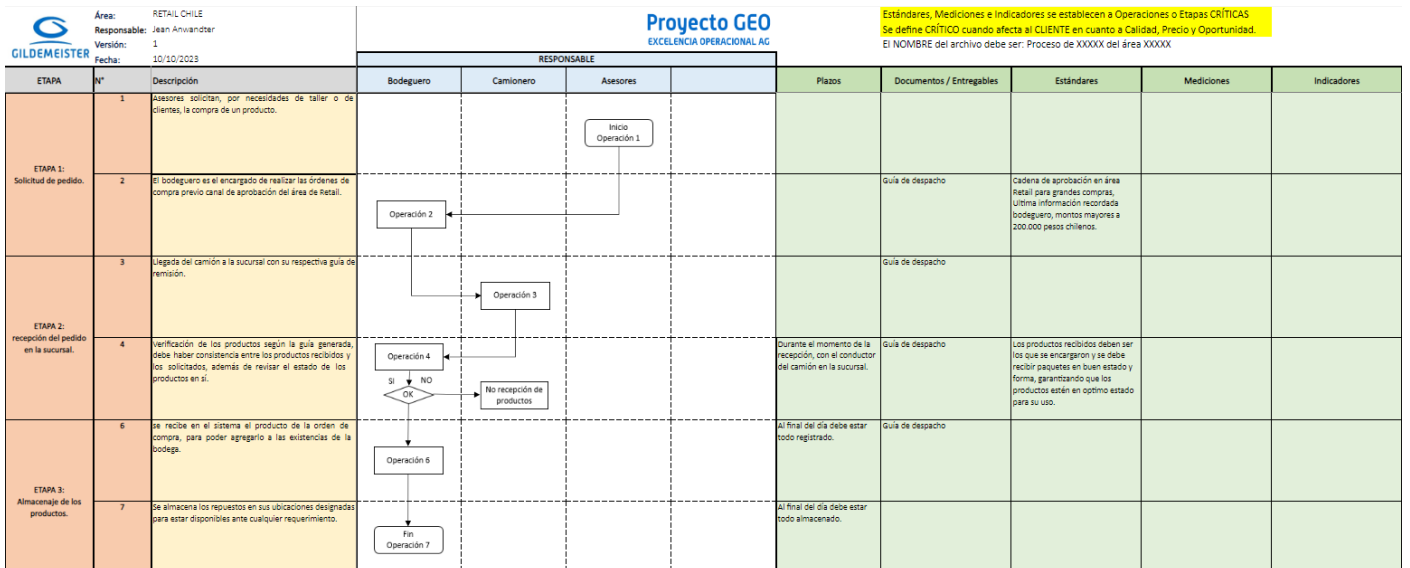 GILDEMEISTER
Área: RETAIL CHILE
Responsable: Jean Anwandter
Versión: 1
Fecha: 10/10/2023
Proyecto GEO
EXCELENCIA OPERACIONAL AG
Estándares, Mediciones e Indicadores se establecen a Operaciones o Etapas CRÍTICAS
Se define CRÍTICO cuando afecta al CLIENTE en cuanto a Calidad, Precio y Oportunidad.
El NOMBRE del archivo debe ser: Proceso de XXXXX del área XXXXX
RESPONSABLE
ETAPA N° Descripción Bodeguero Camionero Asesores Plazos Documentos / Entregables Estándares Mediciones Indicadores
ETAPA 1:
Solicitud de pedido.
1
Asesores solicitan, por necesidades de taller o de
clientes, la compra de un producto.
Inicio
Operación 1
2
El bodeguero es el encargado de realizar las órdenes de
compra previo canal de aprobación del área de Retail.
Operación 2
Guía de despacho
Cadena de aprobación en área
Retail para grandes compras,
Ultima información recordada
bodeguero, montos mayores a
200.000 pesos chilenos.
ETAPA 2:
recepción del pedido
en la sucursal.
3
Llegada del camión a la sucursal con su respectiva guía de
remisión.
Operación 3
Guía de despacho
4
Verificación de los productos según la guía generada,
debe haber consistencia entre los productos recibidos y
los solicitados, además de revisar el estado de los
productos en sí.
Operación 4
SI NO
OK
No recepción de
productos
Durante el momento de la
recepción, con el conductor
del camión en la sucursal.
Guía de despacho
Los productos recibidos deben ser
los que se encargaron y se debe
recibir paquetes en buen estado y
forma, garantizando que los
productos estén en optimo estado
para su uso.
ETAPA 3:
Almacenaje de los
productos.
6
se recibe en el sistema el producto de la orden de
compra, para poder agregarlo a las existencias de la
bodega.
Operación 6
Al final del día debe estar
todo registrado.
Guía de despacho
7
Se almacena los repuestos en sus ubicaciones designadas
para estar disponibles ante cualquier requerimiento.
Fin
Operación 7
Al final del día debe estar
todo almacenado.